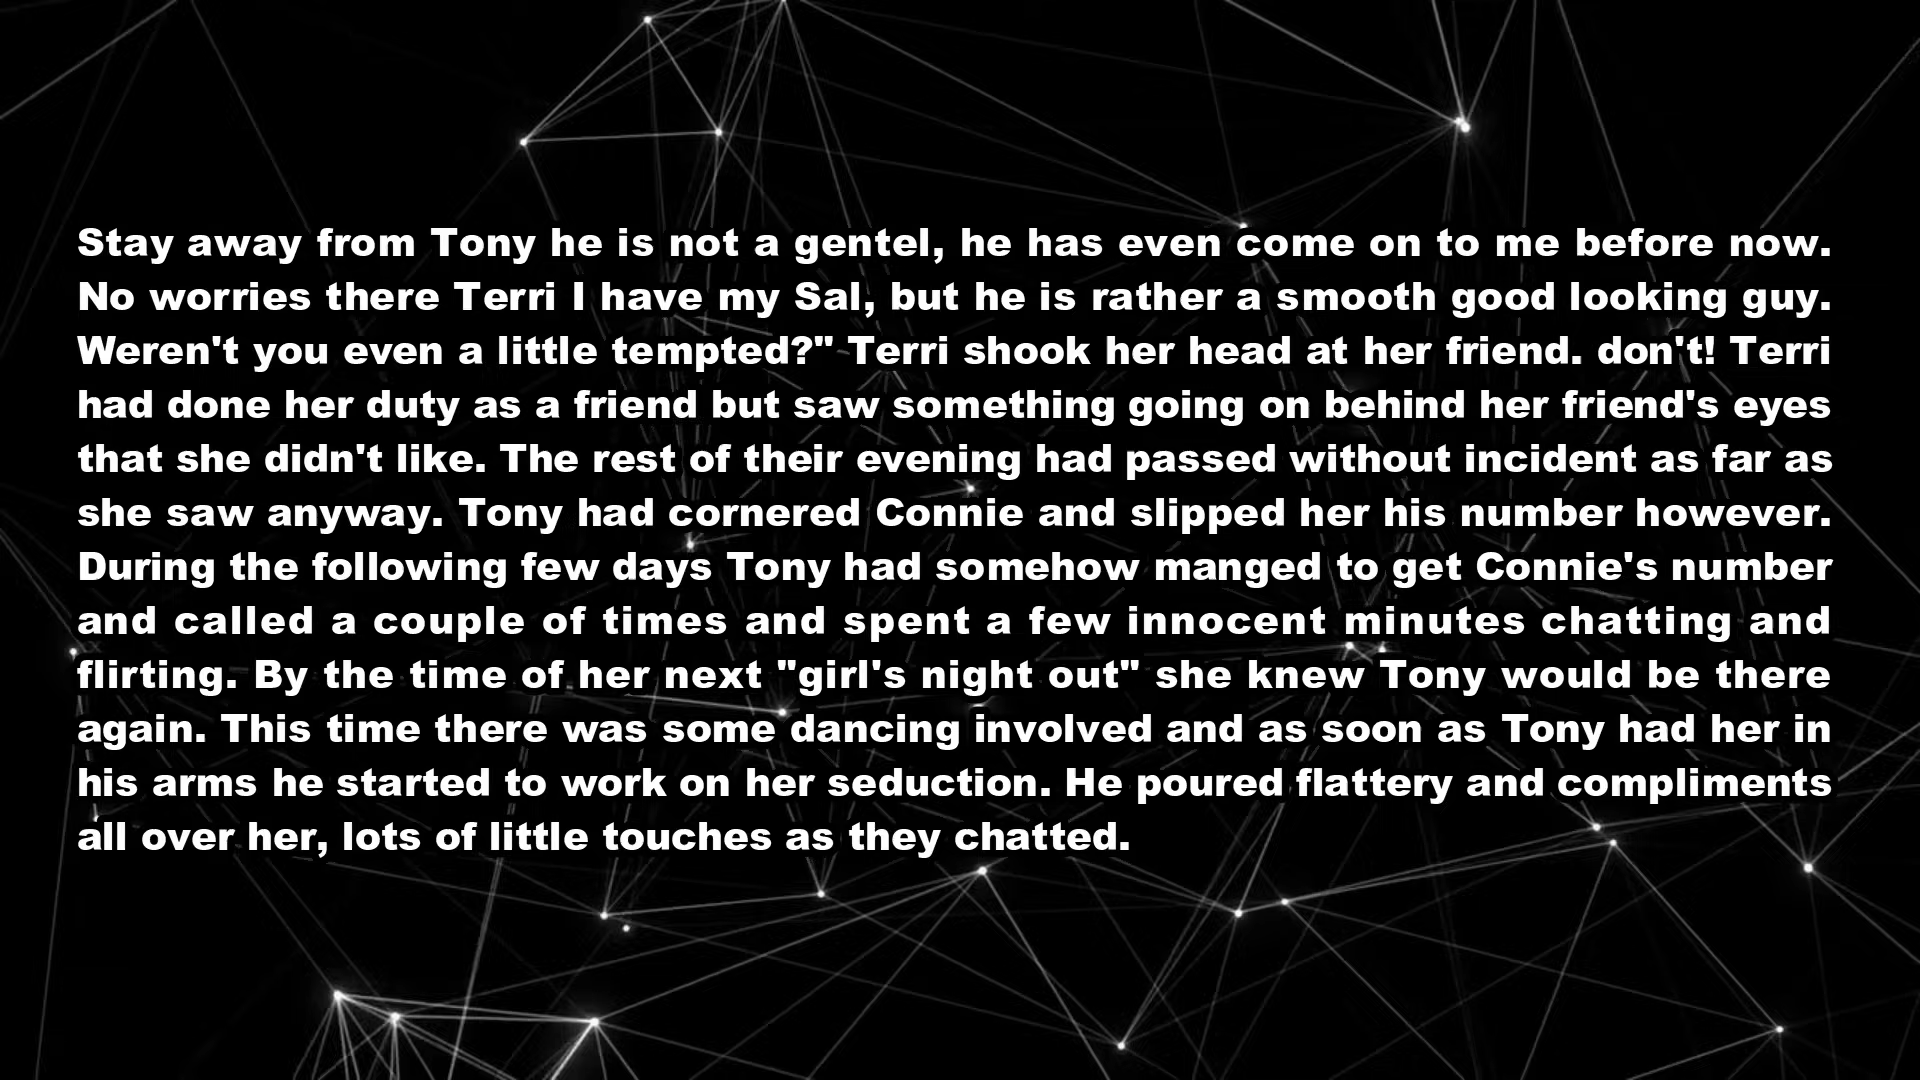 Stay away from Tony he is not a gentel, he has even come on to me before now.
No worries there Terri I have my Sal, but he is rather a smooth good looking guy.
Weren't you even a little tempted?" Terri shook her head at her friend. don't! Terri
had done her duty as a friend but saw something going on behind her friend's eyes
that she didn't like. The rest of their evening had passed without incident as far as
she saw anyway. Tony had cornered Connie and slipped her his number however.
During the following few days Tony had somehow manged to get Connie's number
and called a couple of times and spent a few innocent minutes chatting and
flirting. By the time of her next "girl's night out" she knew Tony would be there
again. This time there was some dancing involved and as soon as Tony had her in
his arms he started to work on her seduction. He poured flattery and compliments
all over her, lots of little touches as they chatted.